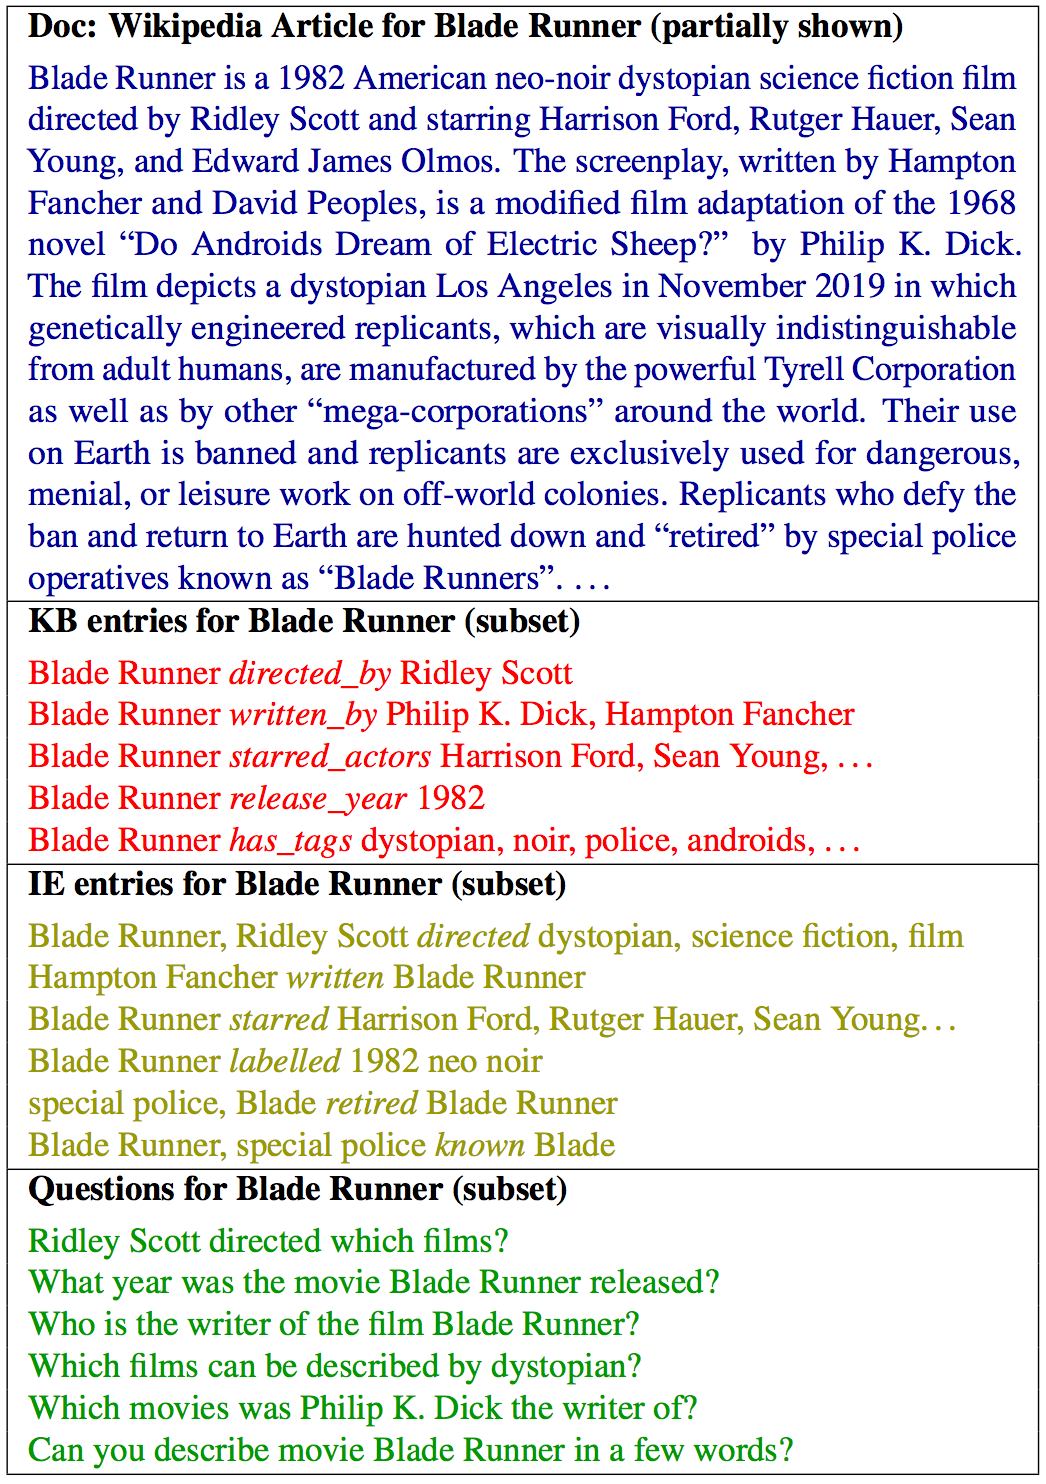 Doc: Wikipedia Article for Blade Runner (partially shown)
Blade Runner is a 1982 American neo-noir dystopian science fiction film
directed by Ridley Scott and starring Harrison Ford, Rutger Hauer, Sean
Young, and Edward James Olmos. The screenplay, written by Hampton
Fancher and David Peoples, is a modified film adaptation of the 1968
novel “Do Androids Dream of Electric Sheep?” by Philip K. Dick.
The film depicts a dystopian Los Angeles in November 2019 in which
genetically engineered replicants, which are visually indistinguishable
from adult humans, are manufactured by the powerful Tyrell Corporation
as well as by other “mega-corporations” around the world. Their use
on Earth is banned and replicants are exclusively used for dangerous,
menial, or leisure work on off-world colonies. Replicants who defy the
ban and return to Earth are hunted down and “retired” by special police
operatives known as “Blade Runners”. . . .
KB entries for Blade Runner (subset)
Blade Runner directed_by Ridley Scott
Blade Runner written_by Philip K. Dick, Hampton Fancher
Blade Runner starred_actors Harrison Ford, Sean Young, . . .
Blade Runner release_year 1982
Blade Runner has_tags dystopian, noir, police, androids, . . .
IE entries for Blade Runner (subset)
Blade Runner, Ridley Scott directed dystopian, science fiction, film
Hampton Fancher written Blade Runner
Blade Runner starred Harrison Ford, Rutger Hauer, Sean Young. . .
Blade Runner labelled 1982 neo noir
special police, Blade retired Blade Runner
Blade Runner, special police known Blade
Questions for Blade Runner (subset)
Ridley Scott directed which films?
What year was the movie Blade Runner released?
Who is the writer of the film Blade Runner?
Which films can be described by dystopian?
Which movies was Philip K. Dick the writer of?
Can you describe movie Blade Runner in a few words?